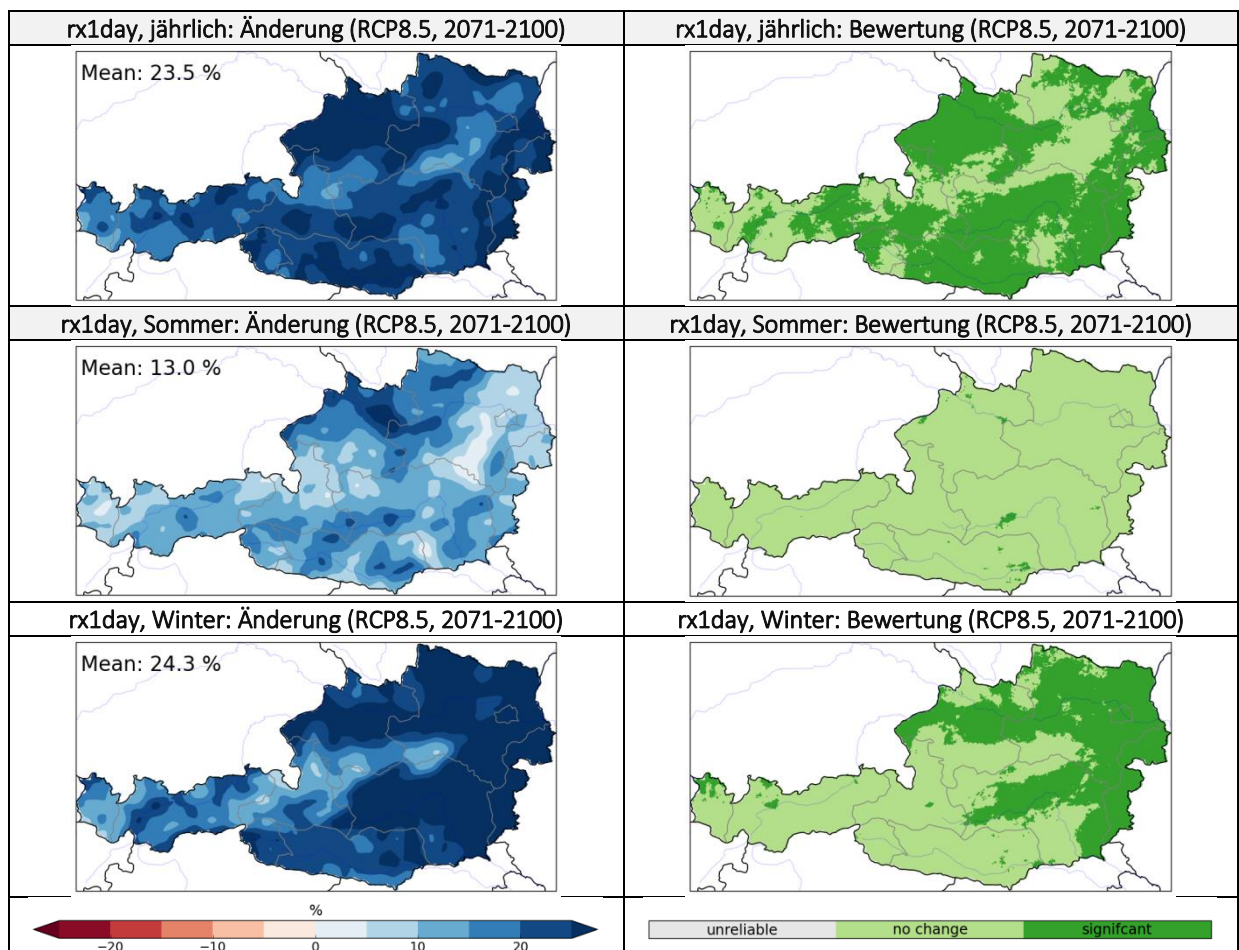 rx1day, jährlich: Änderung (RCP8.5, 2071-2100)
rx1day, jährlich: Bewertung (RCP8.5, 2071-2100)
Mean: 23.5 %
rx1day, Sommer: Änderung (RCP8.5, 2071-2100)
rx1day, Sommer: Bewertung (RCP8.5, 2071-2100)
Mean: 13.0 %
rx1day, Winter: Änderung (RCP8.5, 2071-2100)
rx1day, Winter: Bewertung (RCP8.5, 2071-2100)
Mean: 24.3 %
%
−20 −10 0 10 20
unreliable no change signifcant